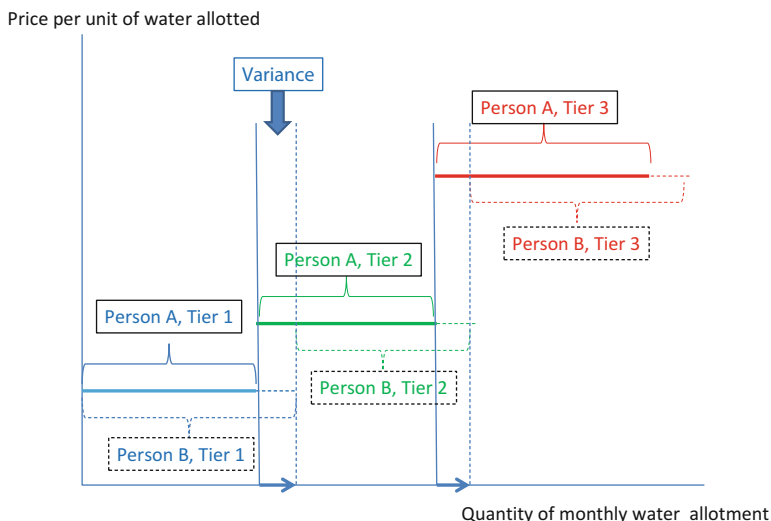 Price per unit of water allotted
Variance
Person A, Tier 3
Person B, Tier 3
Person A, Tier 2
Person A, Tier 1
Person B, Tier 2
Person B, Tier 1
Quantity of monthly water allotment